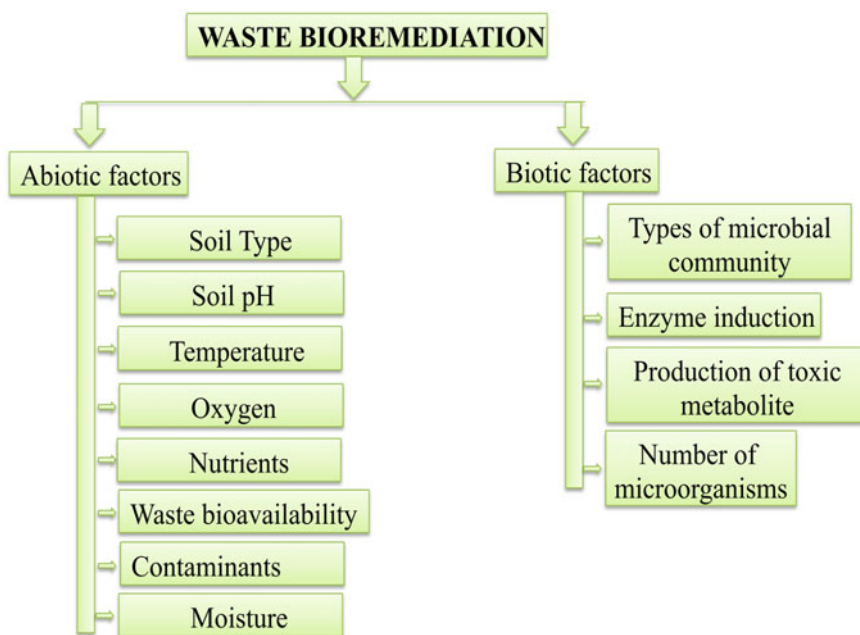 WASTE BIOREMEDIATION
Abiotic factors
Soil Type
Soil pH
Temperature
Oxygen
Nutrients
Waste bioavailability
Contaminants
Moisture
Biotic factors
Types of microbial
community
Enzyme induction
Production of toxic
metabolite
Number of
microorganisms